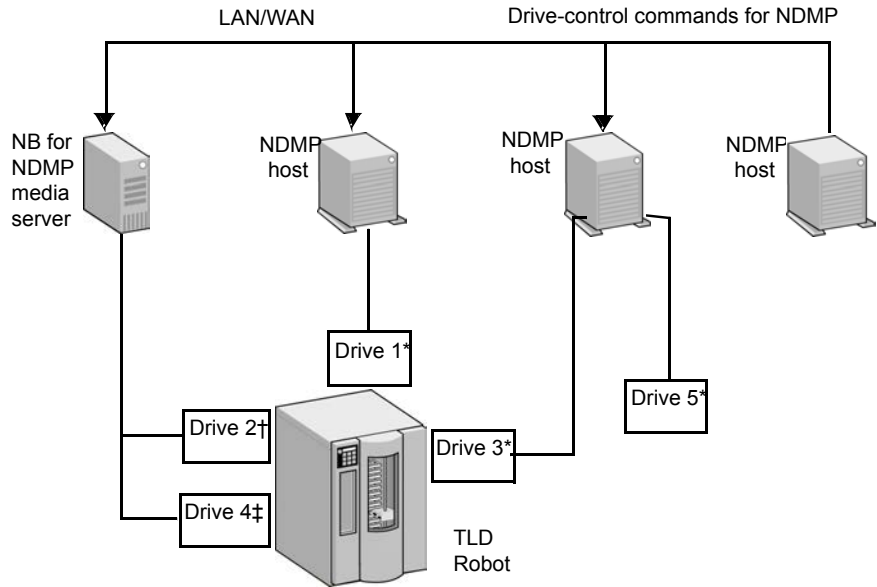 LAN/WAN
Drive-control commands for NDMP
NB for
NDMP
media
server
NDMP
host
NDMP
host
NDMP
host
Drive 1*
Drive 5*
Drive 2†
Drive 3*
Drive 4‡
TLD
Robot